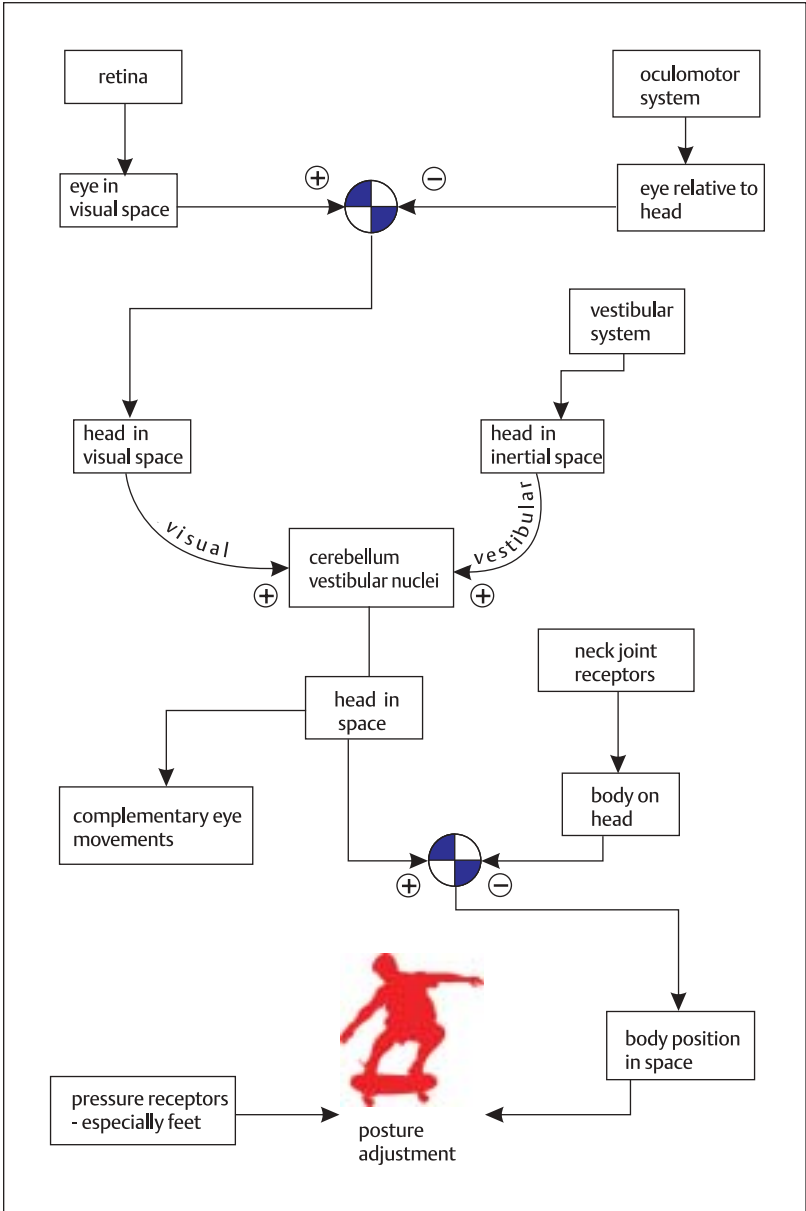 retina
oculomotor
system
eye in
visual space
+
−
eye relative to
head
vestibular
system
head in
visual space
head in
inertial space
visual
vestibular
cerebellum
vestibular nuclei
+
+
neck joint
receptors
head in
space
complementary eye
movements
body on
head
+
−
body position
in space
pressure receptors
- especially feet
posture
adjustment